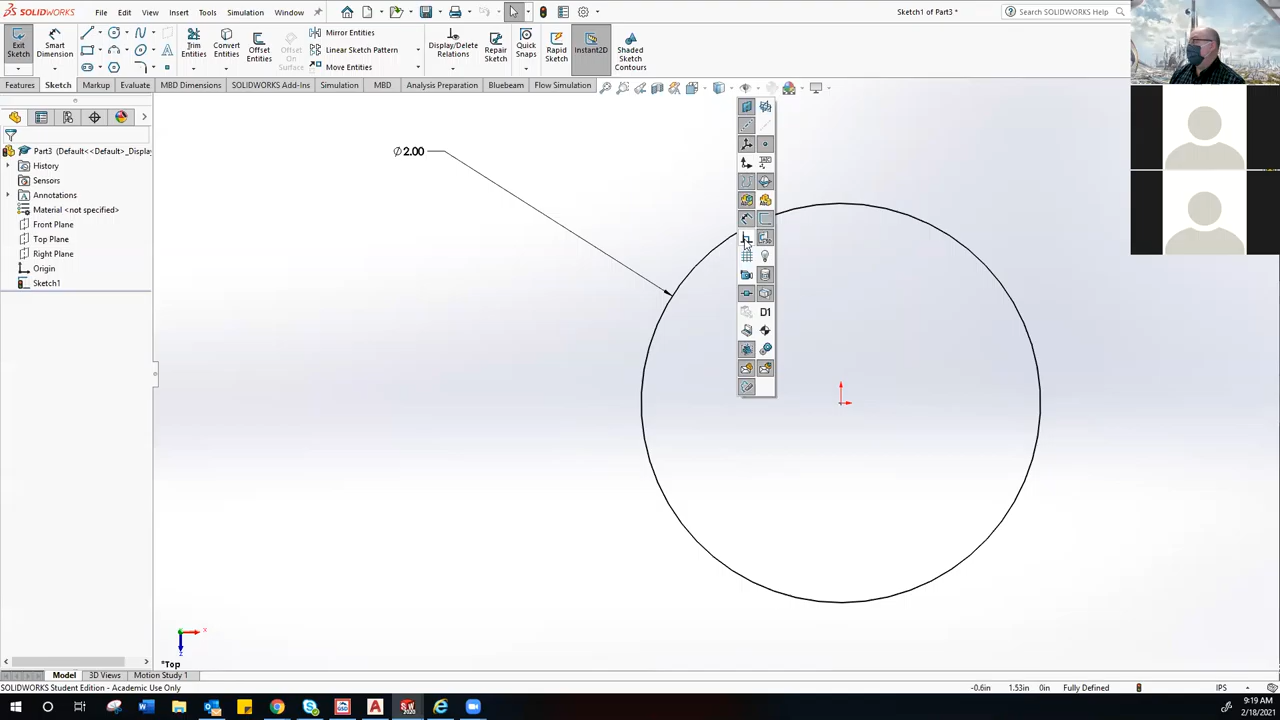 SOLIDWORKS
File
Edit
View
Insert
Tools
Simulation
Window
Sketch1 of Part3 *
Search SOLIDWORKS Help
Exit Sketch
Smart Dimension
Trim Entities
Convert Entities
Offset Entities
Offset On Surface
Mirror Entities
Linear Sketch Pattern
Move Entities
Display/Delete Relations
Repair Sketch
Quick Snaps
Rapid Sketch
Instant2D
Shaded Sketch Contours
Features
Sketch
Markup
Evaluate
MBD Dimensions
SOLIDWORKS Add-Ins
Simulation
MBD
Analysis Preparation
Bluebeam
Flow Simulation
Part3 (Default<<Default>_Display
History
Sensors
Annotations
Material <not specified>
Front Plane
Top Plane
Right Plane
Origin
Sketch1
Ø2.00
D1
*Top
Model
3D Views
Motion Study 1
SOLIDWORKS Student Edition - Academic Use Only
-0.6in
1.53in
0in
Fully Defined
IPS
9:19 AM
2/18/2021